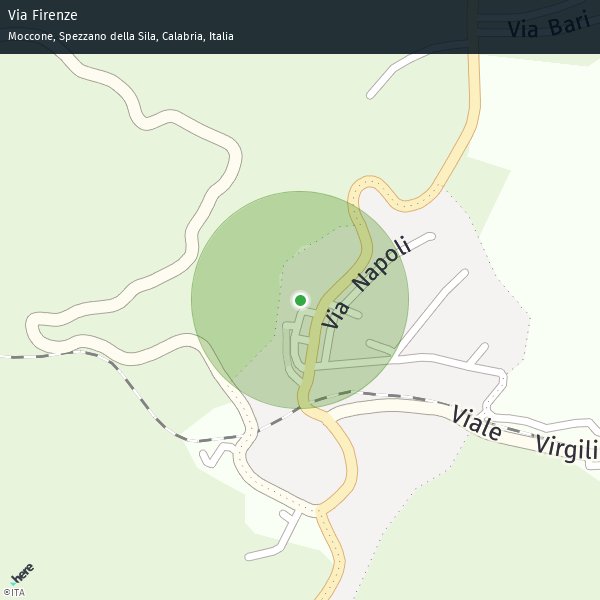 Via Firenze
Moccone, Spezzano della Sila, Calabria, Italia
Via Bari
Via Napoli
Viale Virgili
here
©ITA